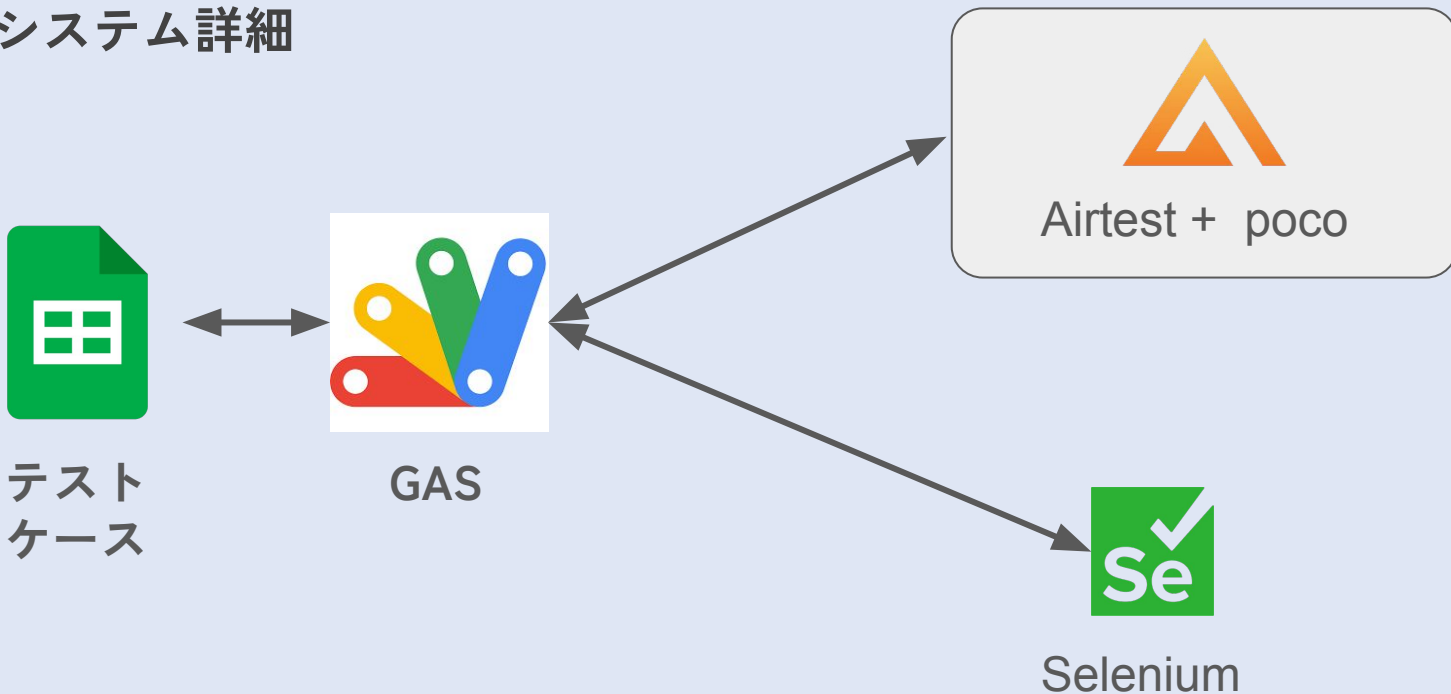 システム詳細
Airtest + poco
テスト
ケース
GAS
Se
Selenium